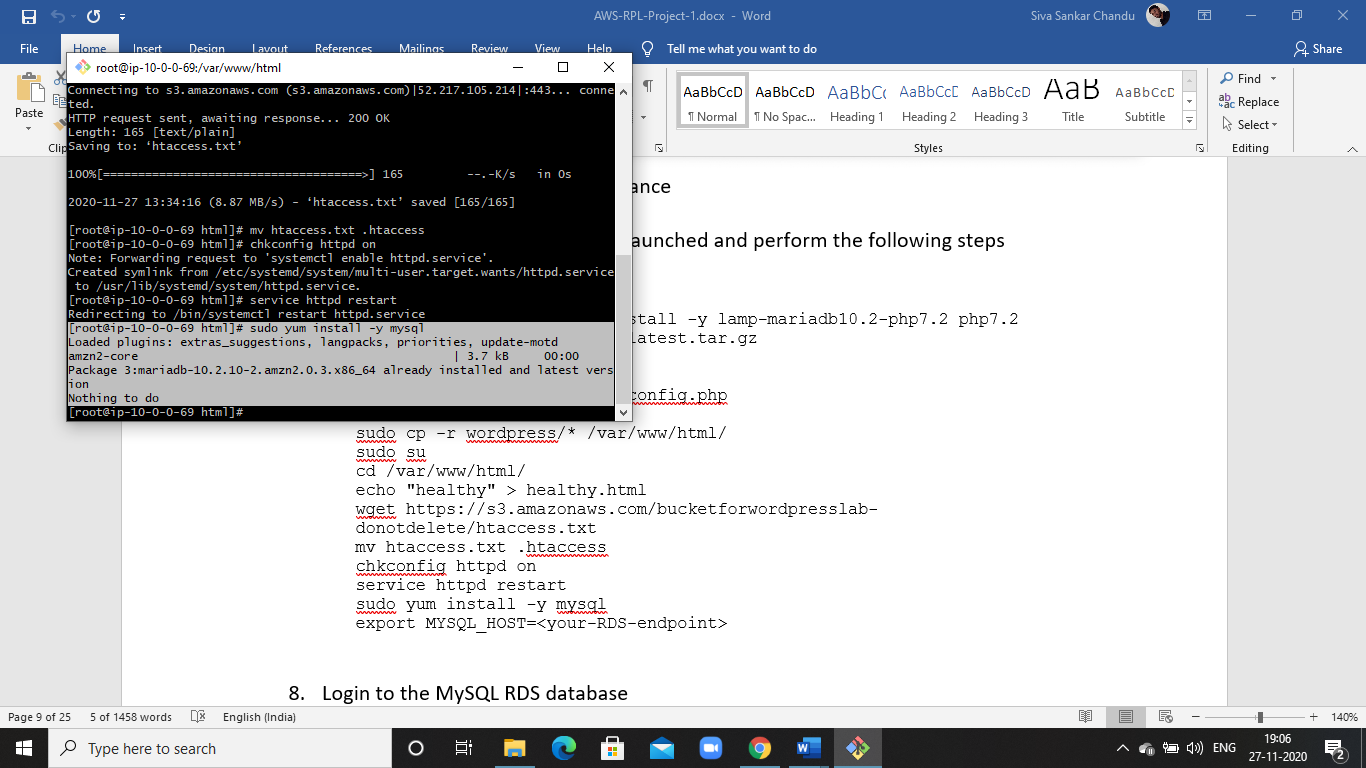 AWS-RPL-Project-1.docx - Word
Siva Sankar Chandu
File Home Insert Design Layout References Mailings Review View Help Tell me what you want to do Share
root@ip-10-0-0-69:/var/www/html
Connecting to s3.amazonaws.com (s3.amazonaws.com)|52.217.105.214|:443... conne
ted.
HTTP request sent, awaiting response... 200 OK
Length: 165 [text/plain]
Saving to: ‘htaccess.txt’
100%[=====================================>] 165 --.-K/s in 0s
2020-11-27 13:34:16 (8.87 MB/s) - ‘htaccess.txt’ saved [165/165]
[root@ip-10-0-0-69 html]# mv htaccess.txt .htaccess
[root@ip-10-0-0-69 html]# chkconfig httpd on
Note: Forwarding request to 'systemctl enable httpd.service'.
Created symlink from /etc/systemd/system/multi-user.target.wants/httpd.service
to /usr/lib/systemd/system/httpd.service.
[root@ip-10-0-0-69 html]# service httpd restart
Redirecting to /bin/systemctl restart httpd.service
[root@ip-10-0-0-69 html]# sudo yum install -y mysql
Loaded plugins: extras_suggestions, langpacks, priorities, update-motd
amzn2-core | 3.7 kB 00:00
Package 3:mariadb-10.2.10-2.amzn2.0.3.x86_64 already installed and latest vers
ion
Nothing to do
[root@ip-10-0-0-69 html]#
Paste
Clip
AaBbCcD AaBbCcD AaBbC AaBbCcC AaBbCcD AaB AaBbCcD
¶ Normal ¶ No Spac... Heading 1 Heading 2 Heading 3 Title Subtitle
Styles
Find
Replace
Select
Editing
ance
aunched and perform the following steps
stall -y lamp-mariadb10.2-php7.2 php7.2
latest.tar.gz
config.php
sudo cp -r wordpress/* /var/www/html/
sudo su
cd /var/www/html/
echo "healthy" > healthy.html
wget https://s3.amazonaws.com/bucketforwordpresslab-
donotdelete/htaccess.txt
mv htaccess.txt .htaccess
chkconfig httpd on
service httpd restart
sudo yum install -y mysql
export MYSQL_HOST=<your-RDS-endpoint>
8. Login to the MySQL RDS database
Page 9 of 25 5 of 1458 words English (India) 140%
Type here to search
ENG
19:06
27-11-2020
2